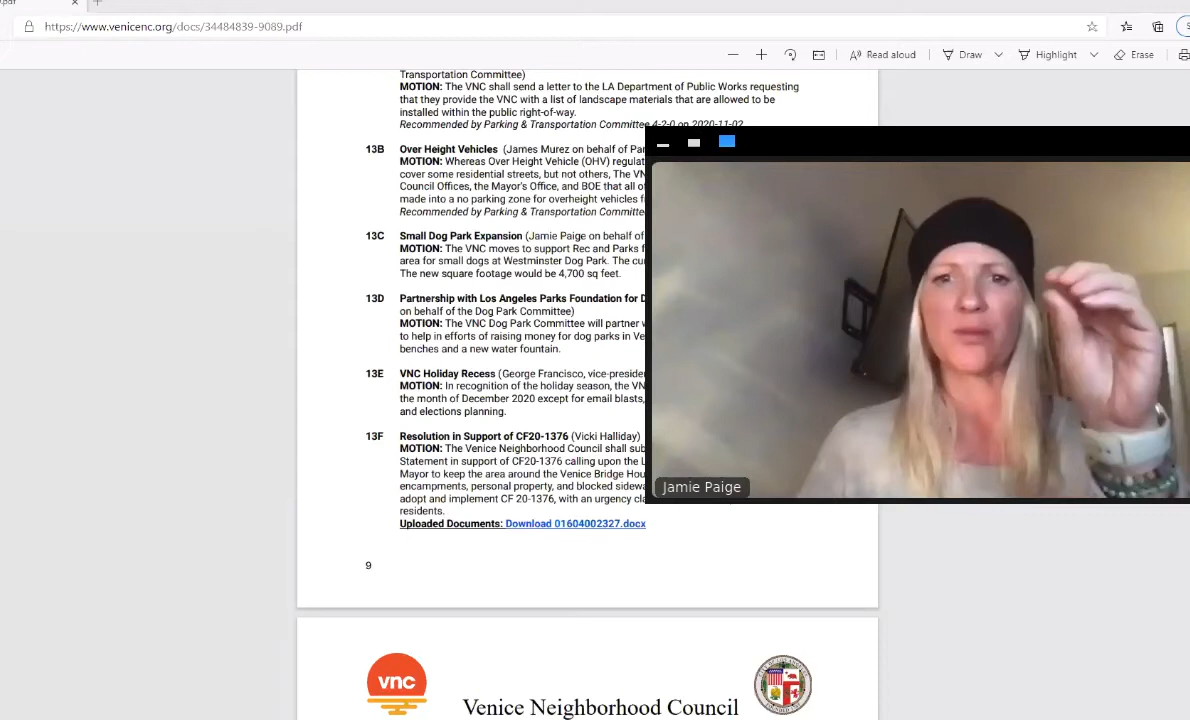 .pdf
https://www.venicenc.org/docs/34484839-9089.pdf
Read aloud
Draw
Highlight
Erase
Transportation Committee)
MOTION: The VNC shall send a letter to the LA Department of Public Works requesting
that they provide the VNC with a list of landscape materials that are allowed to be
installed within the public right-of-way.
Recommended by Parking & Transportation Committee 4-2-0 on 2020-11-02
13B Over Height Vehicles (James Murez on behalf of Par
MOTION: Whereas Over Height Vehicle (OHV) regulat
cover some residential streets, but not others, The VN
Council Offices, the Mayor's Office, and BOE that all of
made into a no parking zone for overheight vehicles f
Recommended by Parking & Transportation Committe
13C Small Dog Park Expansion (Jamie Paige on behalf of
MOTION: The VNC moves to support Rec and Parks f
area for small dogs at Westminster Dog Park. The cu
The new square footage would be 4,700 sq feet.
13D Partnership with Los Angeles Parks Foundation for D
on behalf of the Dog Park Committee)
MOTION: The VNC Dog Park Committee will partner w
to help in efforts of raising money for dog parks in Ve
benches and a new water fountain.
13E VNC Holiday Recess (George Francisco, vice-preside
MOTION: In recognition of the holiday season, the VN
the month of December 2020 except for email blasts,
and elections planning.
13F Resolution in Support of CF20-1376 (Vicki Halliday)
MOTION: The Venice Neighborhood Council shall sub
Statement in support of CF20-1376 calling upon the L
Mayor to keep the area around the Venice Bridge Hou
encampments, personal property, and blocked sidewa
adopt and implement CF 20-1376, with an urgency cla
residents.
Uploaded Documents: Download 01604002327.docx
Jamie Paige
9
vnc
Venice Neighborhood Council